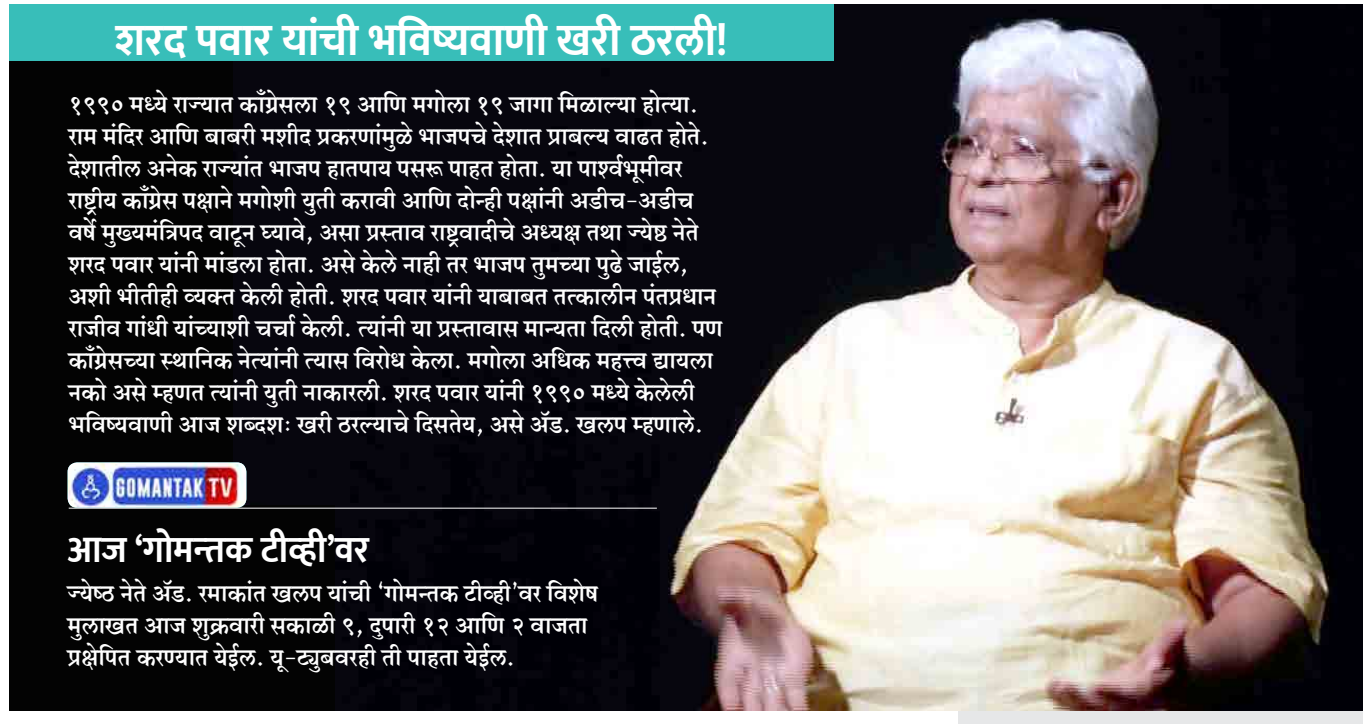 शरद पवार यांची भविष्यवाणी खरी ठरली!
१९९० मध्ये राज्यात काँग्रेसला १९ आणि मगोला १९ जागा मिळाल्या होत्या.
राम मंदिर आणि बाबरी मशीद प्रकरणांमुळे भाजपचे देशात प्राबल्य वाढत होते.
देशातील अनेक राज्यांत भाजप हातपाय पसरू पाहत होता. या पार्श्वभूमीवर
राष्ट्रीय काँग्रेस पक्षाने मगोशी युती करावी आणि दोन्ही पक्षांनी अडीच-अडीच
वर्षे मुख्यमंत्रिपद वाटून घ्यावे, असा प्रस्ताव राष्ट्रवादीचे अध्यक्ष तथा ज्येष्ठ नेते
शरद पवार यांनी मांडला होता. असे केले नाही तर भाजप तुमच्या पुढे जाईल,
अशी भीतीही व्यक्त केली होती. शरद पवार यांनी याबाबत तत्कालीन पंतप्रधान
राजीव गांधी यांच्याशी चर्चा केली. त्यांनी या प्रस्तावास मान्यता दिली होती. पण
काँग्रेसच्या स्थानिक नेत्यांनी त्यास विरोध केला. मगोला अधिक महत्त्व द्यायला
नको असे म्हणत त्यांनी युती नाकारली. शरद पवार यांनी १९९० मध्ये केलेली
भविष्यवाणी आज शब्दशः खरी ठरल्याचे दिसतेय, असे ॲड. खलप म्हणाले.
GOMANTAK TV
आज ‘गोमन्तक टीव्ही’वर
ज्येष्ठ नेते ॲड. रमाकांत खलप यांची ‘गोमन्तक टीव्ही’वर विशेष
मुलाखत आज शुक्रवारी सकाळी ९, दुपारी १२ आणि २ वाजता
प्रक्षेपित करण्यात येईल. यू-ट्युबवरही ती पाहता येईल.